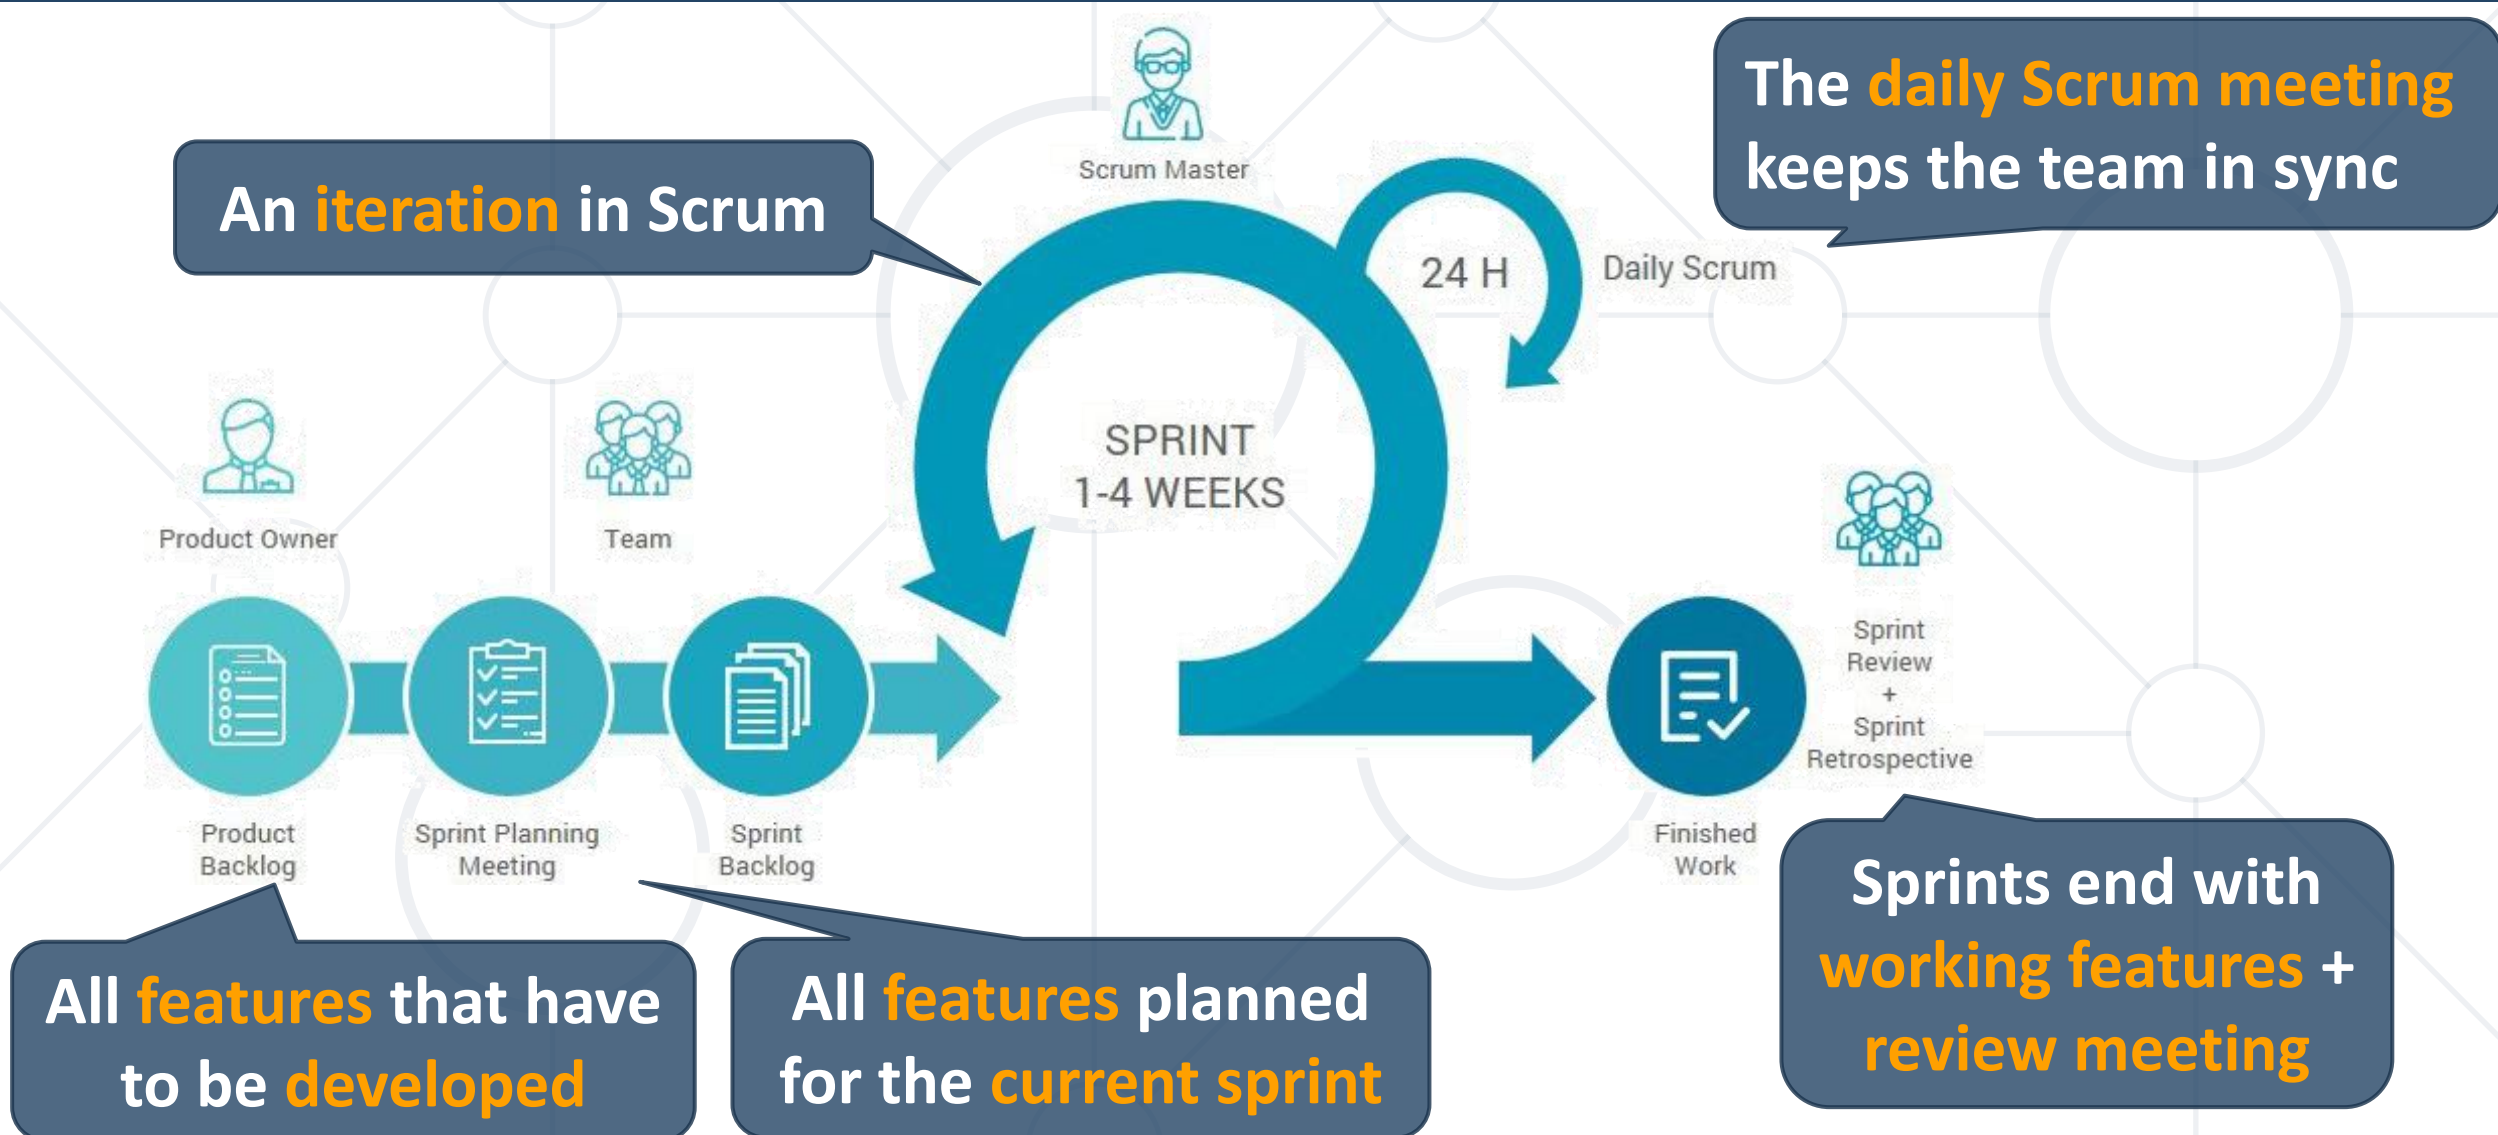 The daily Scrum meeting
keeps the team in sync
Scrum Master
An iteration in Scrum
24 H
Daily Scrum
SPRINT
1-4 WEEKS
Product Owner
Team
Sprint
Review
+
Sprint
Retrospective
Product
Backlog
Sprint Planning
Meeting
Sprint
Backlog
Finished
Work
All features that have
to be developed
All features planned
for the current sprint
Sprints end with
working features +
review meeting